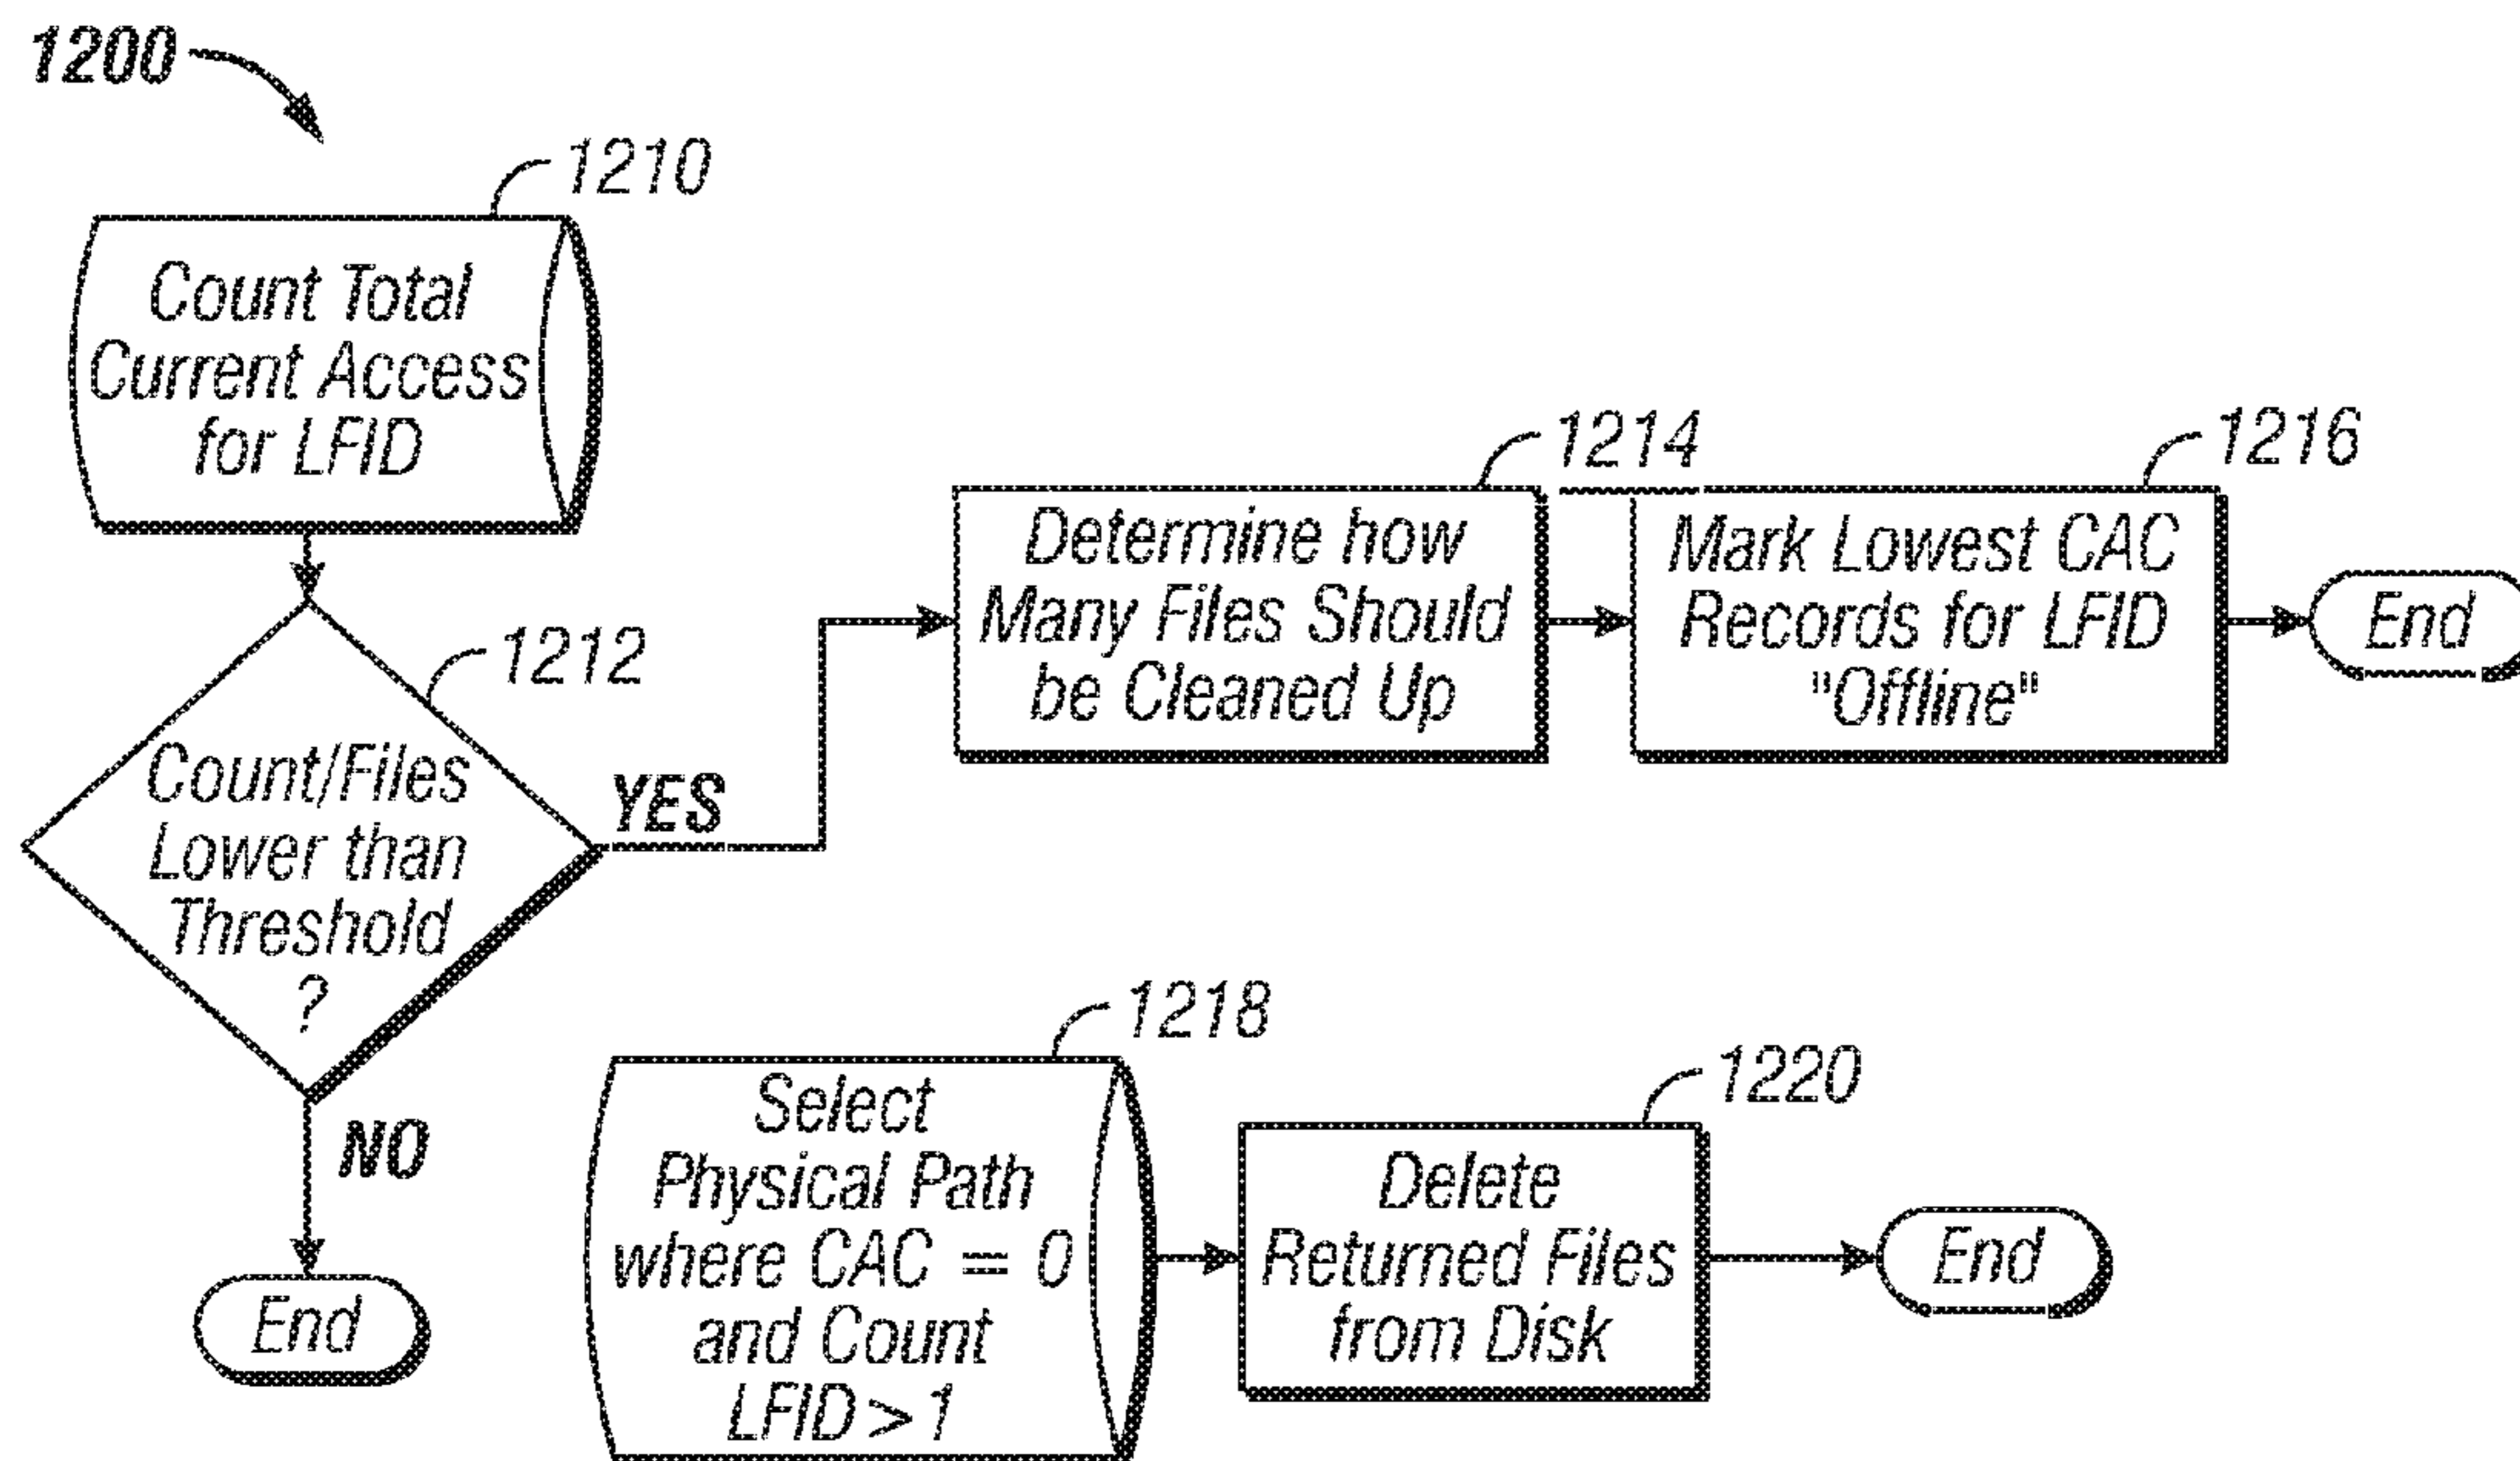 1200
1210
Count Total
Current Access
for LFID
1212
Count/Files
Lower than
Threshold
?
YES
NO
End
1214
Determine how
Many Files Should
be Cleaned Up
1216
Mark Lowest CAC
Records for LFID
"Offline"
End
1218
Select
Physical Path
where CAC = 0
and Count
LFID > 1
1220
Delete
Returned Files
from Disk
End